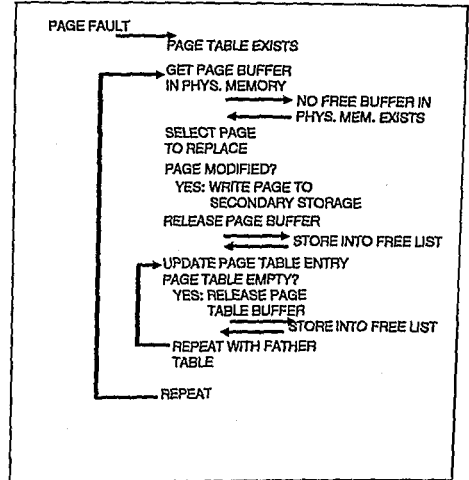 PAGE FAULT
PAGE TABLE EXISTS
GET PAGE BUFFER
IN PHYS. MEMORY
NO FREE BUFFER IN
PHYS. MEM. EXISTS
SELECT PAGE
TO REPLACE
PAGE MODIFIED?
YES: WRITE PAGE TO
SECONDARY STORAGE
RELEASE PAGE BUFFER
STORE INTO FREE LIST
UPDATE PAGE TABLE ENTRY
PAGE TABLE EMPTY?
YES: RELEASE PAGE
TABLE BUFFER
STORE INTO FREE LIST
REPEAT WITH FATHER
TABLE
REPEAT